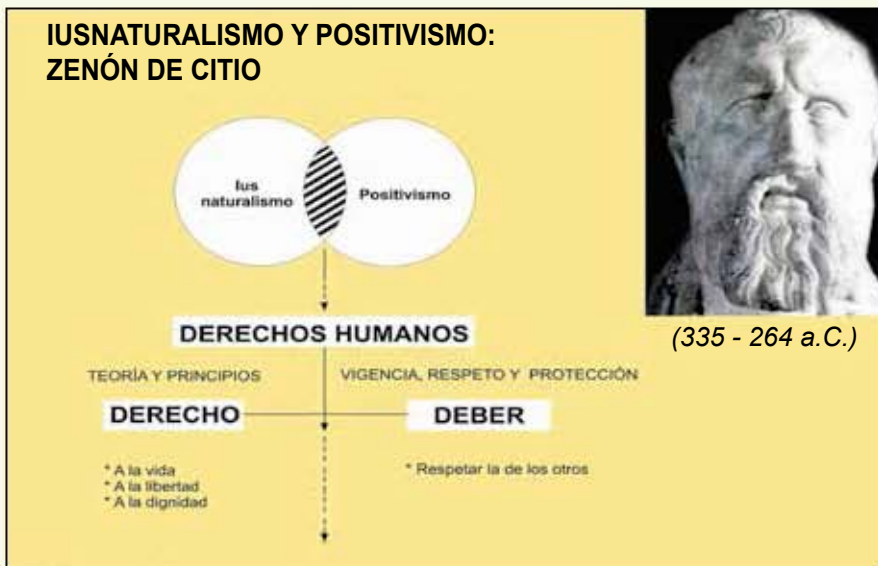 IUSNATURALISMO Y POSITIVISMO:
ZENÓN DE CITIO
Ius
naturalismo
Positivismo
(335 - 264 a.C.)
DERECHOS HUMANOS
TEORÍA Y PRINCIPIOS
VIGENCIA, RESPETO Y PROTECCIÓN
DERECHO
DEBER
* A la vida
* A la libertad
* A la dignidad
* Respetar la de los otros